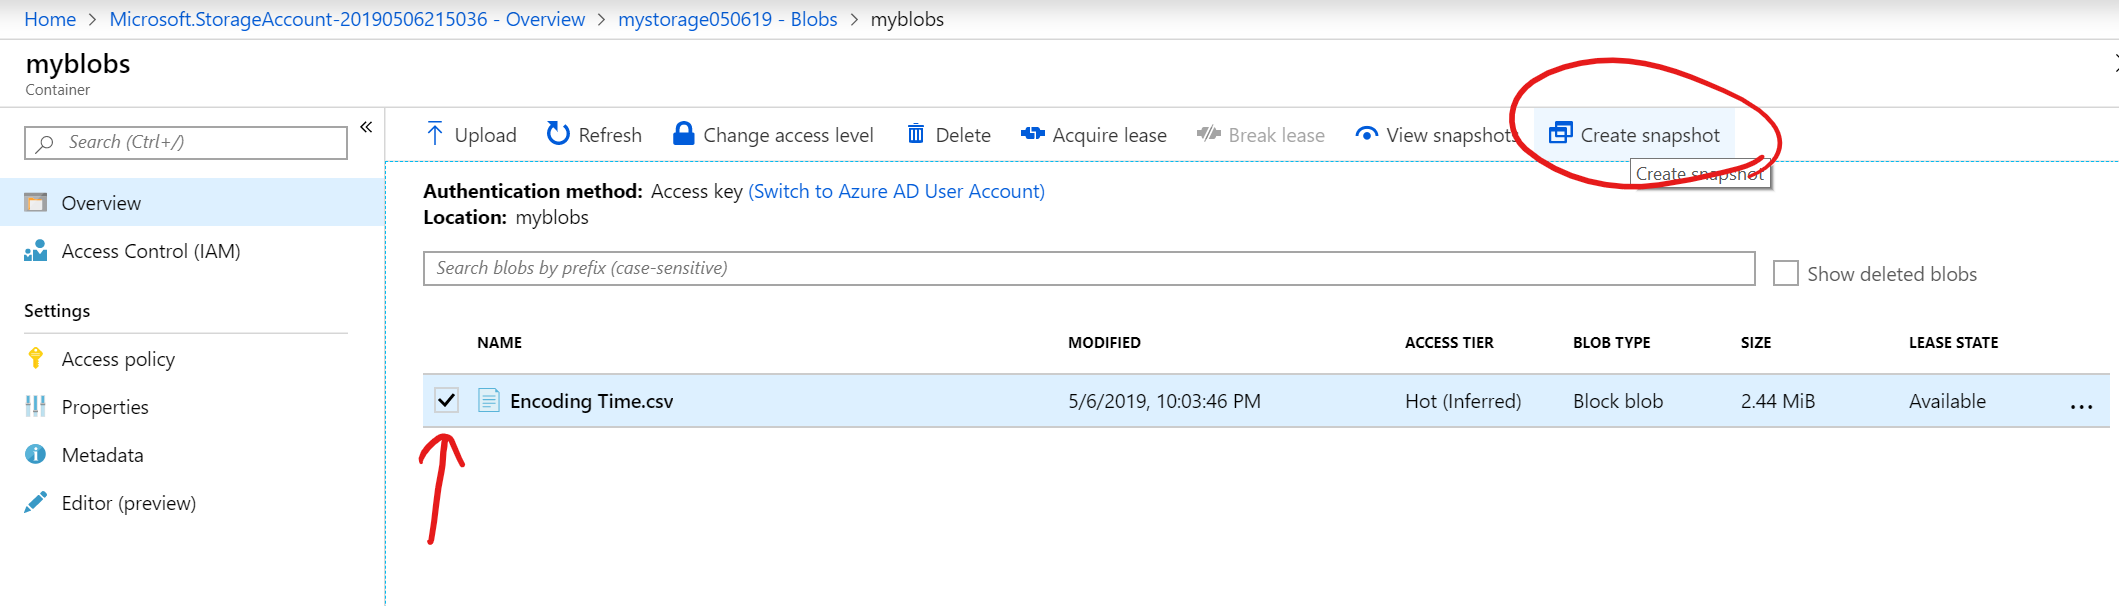 Home > Microsoft.StorageAccount-20190506215036 - Overview > mystorage050619 - Blobs > myblobs
myblobs
Container
Search (Ctrl+/)
«
Overview
Access Control (IAM)
Settings
Access policy
Properties
Metadata
Editor (preview)
Upload Refresh Change access level Delete Acquire lease Break lease View snapshots Create snapshot
Create snapshot
Authentication method: Access key (Switch to Azure AD User Account)
Location: myblobs
Search blobs by prefix (case-sensitive) Show deleted blobs
NAME MODIFIED ACCESS TIER BLOB TYPE SIZE LEASE STATE
Encoding Time.csv 5/6/2019, 10:03:46 PM Hot (Inferred) Block blob 2.44 MiB Available ...